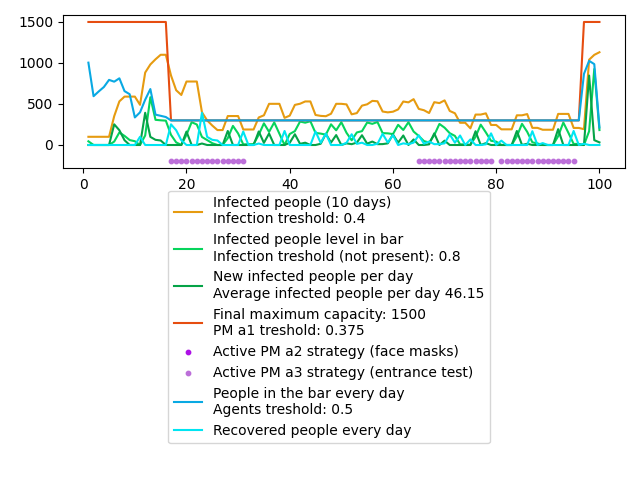 1500
1000
500
0
0
20
40
60
80
100
Infected people (10 days)
Infection treshold: 0.4
Infected people level in bar
Infection treshold (not present): 0.8
New infected people per day
Average infected people per day 46.15
Final maximum capacity: 1500
PM a1 treshold: 0.375
Active PM a2 strategy (face masks)
Active PM a3 strategy (entrance test)
People in the bar every day
Agents treshold: 0.5
Recovered people every day